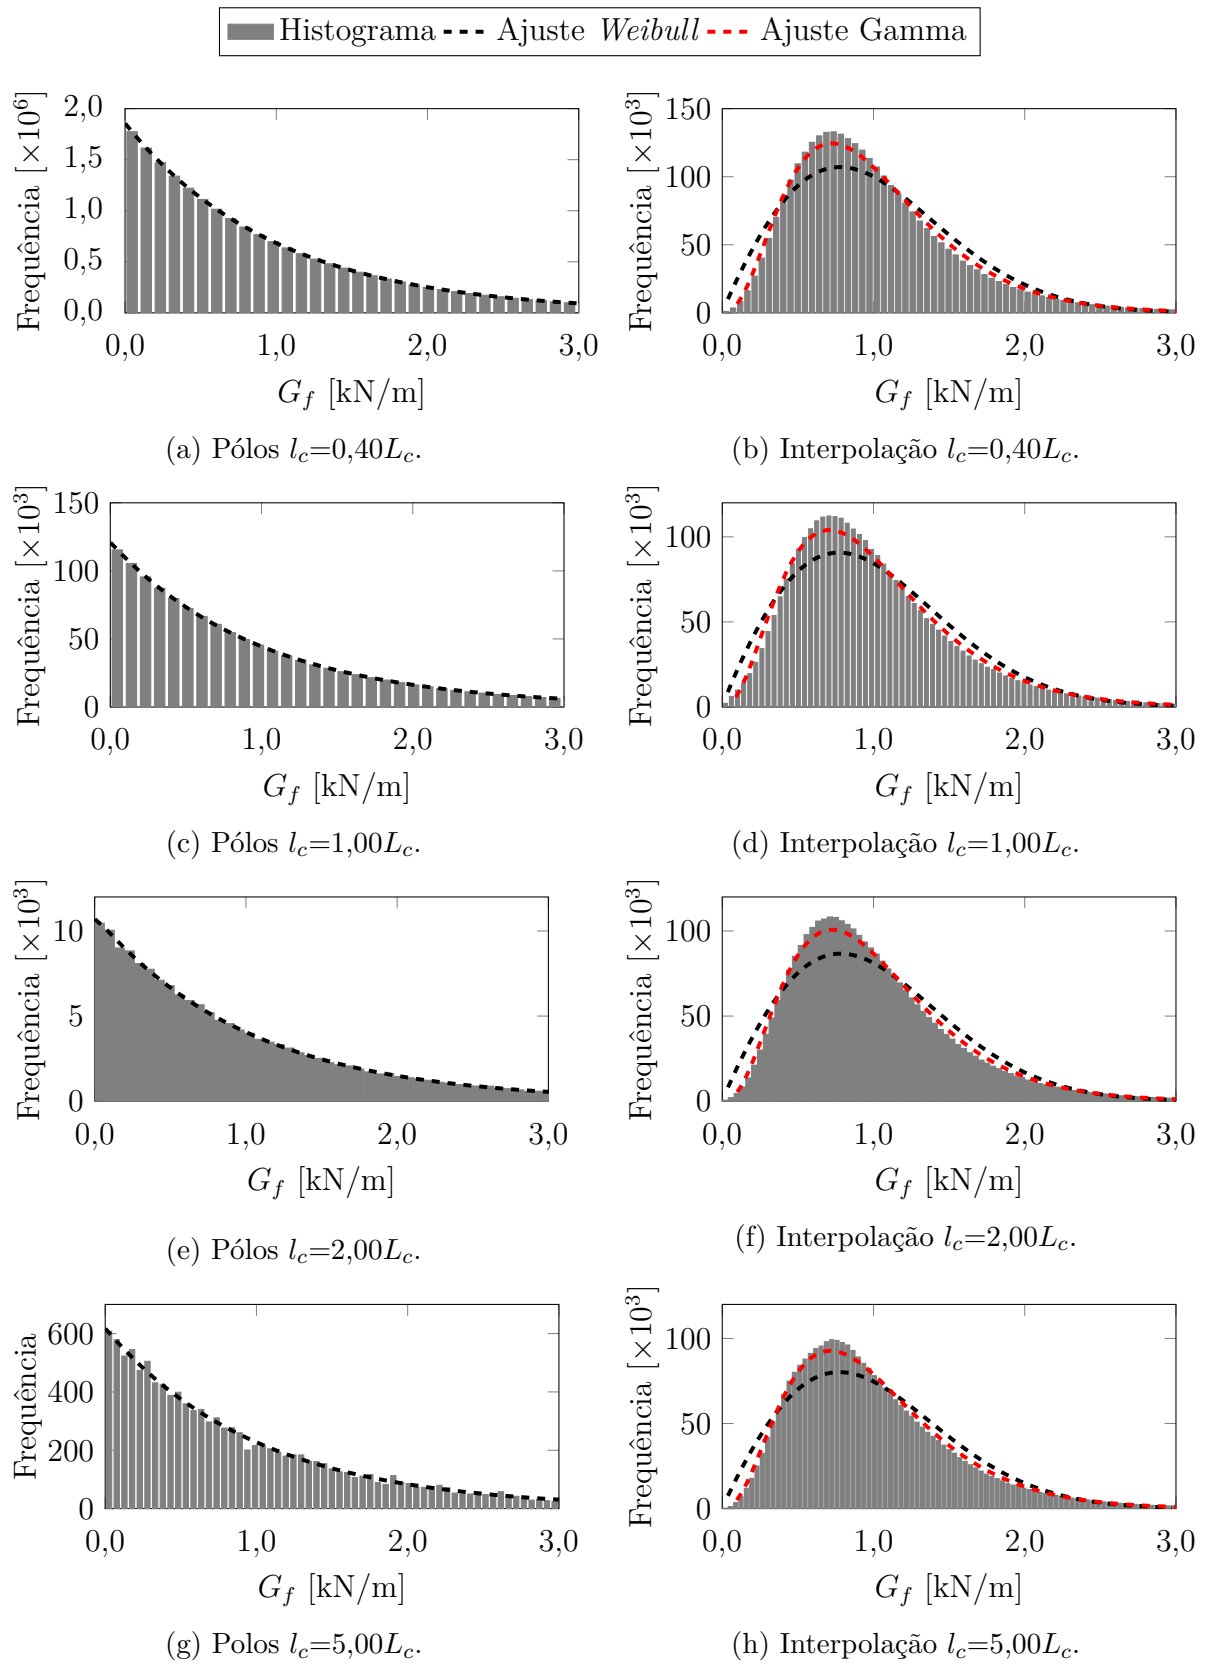 Histograma Ajuste Weibull Ajuste Gamma
Frequência [×10⁶]
2,0
1,5
1,0
0,5
0,0
0,0 1,0 2,0 3,0
G_f [kN/m]
(a) Pólos l_c=0,40L_c.
Frequência [×10³]
150
100
50
0
0,0 1,0 2,0 3,0
G_f [kN/m]
(b) Interpolação l_c=0,40L_c.
Frequência [×10³]
150
100
50
0
0,0 1,0 2,0 3,0
G_f [kN/m]
(c) Pólos l_c=1,00L_c.
Frequência [×10³]
100
50
0
0,0 1,0 2,0 3,0
G_f [kN/m]
(d) Interpolação l_c=1,00L_c.
Frequência [×10³]
10
5
0
0,0 1,0 2,0 3,0
G_f [kN/m]
(e) Pólos l_c=2,00L_c.
Frequência [×10³]
100
50
0
0,0 1,0 2,0 3,0
G_f [kN/m]
(f) Interpolação l_c=2,00L_c.
Frequência
600
400
200
0
0,0 1,0 2,0 3,0
G_f [kN/m]
(g) Polos l_c=5,00L_c.
Frequência [×10³]
100
50
0
0,0 1,0 2,0 3,0
G_f [kN/m]
(h) Interpolação l_c=5,00L_c.